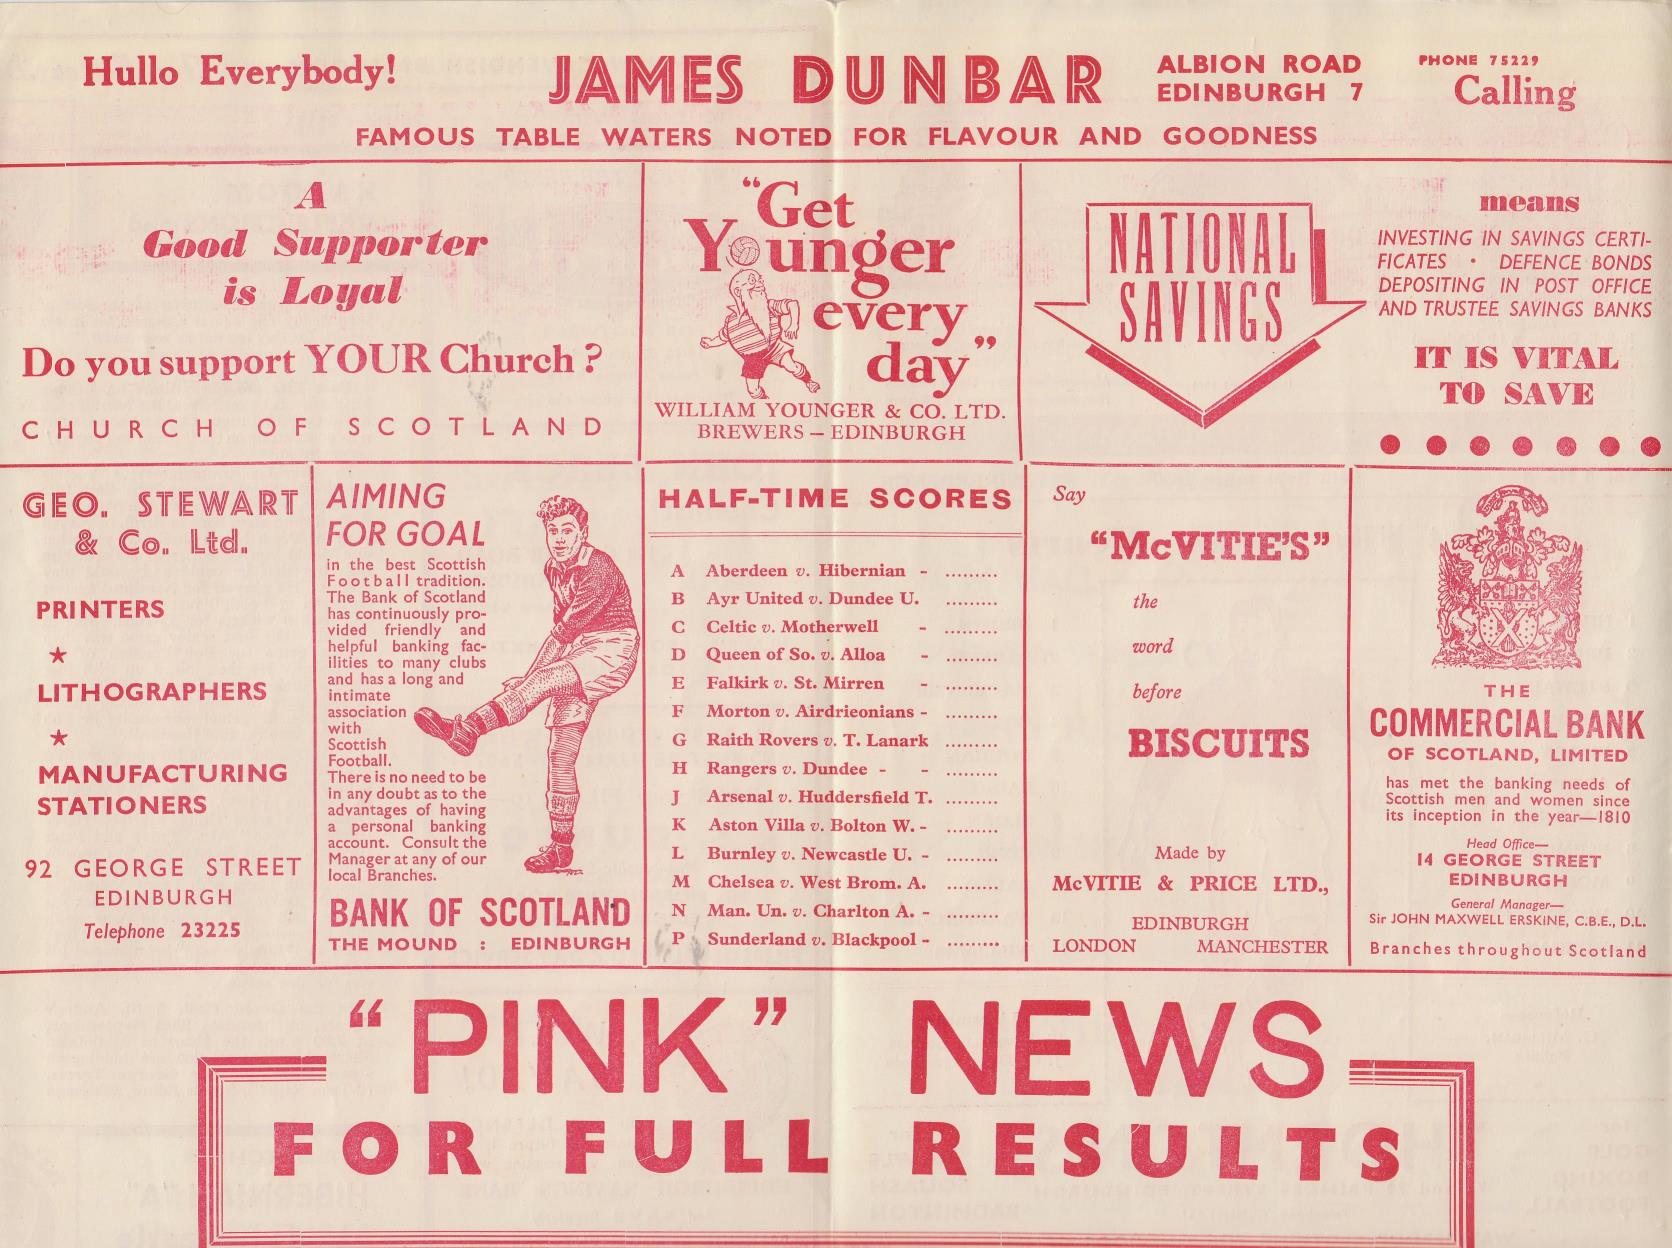 Hullo Everybody!
JAMES DUNBAR
ALBION ROAD
EDINBURGH 7
PHONE 75229
Calling
FAMOUS TABLE WATERS NOTED FOR FLAVOUR AND GOODNESS
A
Good Supporter
is Loyal
Do you support YOUR Church?
CHURCH OF SCOTLAND
"Get
Younger
every
day"
WILLIAM YOUNGER & CO. LTD.
BREWERS – EDINBURGH
NATIONAL
SAVINGS
means
INVESTING IN SAVINGS CERTI-
FICATES · DEFENCE BONDS
DEPOSITING IN POST OFFICE
AND TRUSTEE SAVINGS BANKS
IT IS VITAL
TO SAVE
GEO. STEWART
& Co. Ltd.
PRINTERS
★
LITHOGRAPHERS
★
MANUFACTURING
STATIONERS
92 GEORGE STREET
EDINBURGH
Telephone 23225
AIMING
FOR GOAL
in the best Scottish
Football tradition.
The Bank of Scotland
has continuously pro-
vided friendly and
helpful banking fac-
ilities to many clubs
and has a long and
intimate
association
with
Scottish
Football.
There is no need to be
in any doubt as to the
advantages of having
a personal banking
account. Consult the
Manager at any of our
local Branches.
BANK OF SCOTLAND
THE MOUND : EDINBURGH
HALF-TIME SCORES
A Aberdeen v. Hibernian - .........
B Ayr United v. Dundee U. .........
C Celtic v. Motherwell - .........
D Queen of So. v. Alloa - .........
E Falkirk v. St. Mirren - .........
F Morton v. Airdrieonians - .........
G Raith Rovers v. T. Lanark .........
H Rangers v. Dundee - - .........
J Arsenal v. Huddersfield T. .........
K Aston Villa v. Bolton W. - .........
L Burnley v. Newcastle U. - .........
M Chelsea v. West Brom. A. .........
N Man. Un. v. Charlton A. - .........
P Sunderland v. Blackpool - .........
Say
"McVITIE'S"
the
word
before
BISCUITS
Made by
McVITIE & PRICE LTD.,
EDINBURGH
LONDON MANCHESTER
THE
COMMERCIAL BANK
OF SCOTLAND, LIMITED
has met the banking needs of
Scottish men and women since
its inception in the year—1810
Head Office—
14 GEORGE STREET
EDINBURGH
General Manager—
Sir JOHN MAXWELL ERSKINE, C.B.E., D.L.
Branches throughout Scotland
"PINK" NEWS
FOR FULL RESULTS